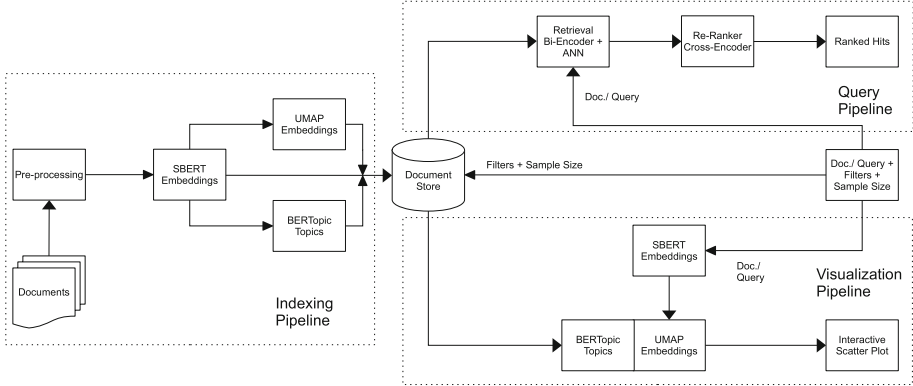 Retrieval
Bi-Encoder +
ANN
Re-Ranker
Cross-Encoder
Ranked Hits
Doc./ Query
Query
Pipeline
UMAP
Embeddings
Pre-processing
SBERT
Embeddings
BERTopic
Topics
Documents
Indexing
Pipeline
Document
Store
Filters + Sample Size
Doc./ Query +
Filters +
Sample Size
SBERT
Embeddings
Doc./
Query
Visualization
Pipeline
BERTopic
Topics
UMAP
Embeddings
Interactive
Scatter Plot